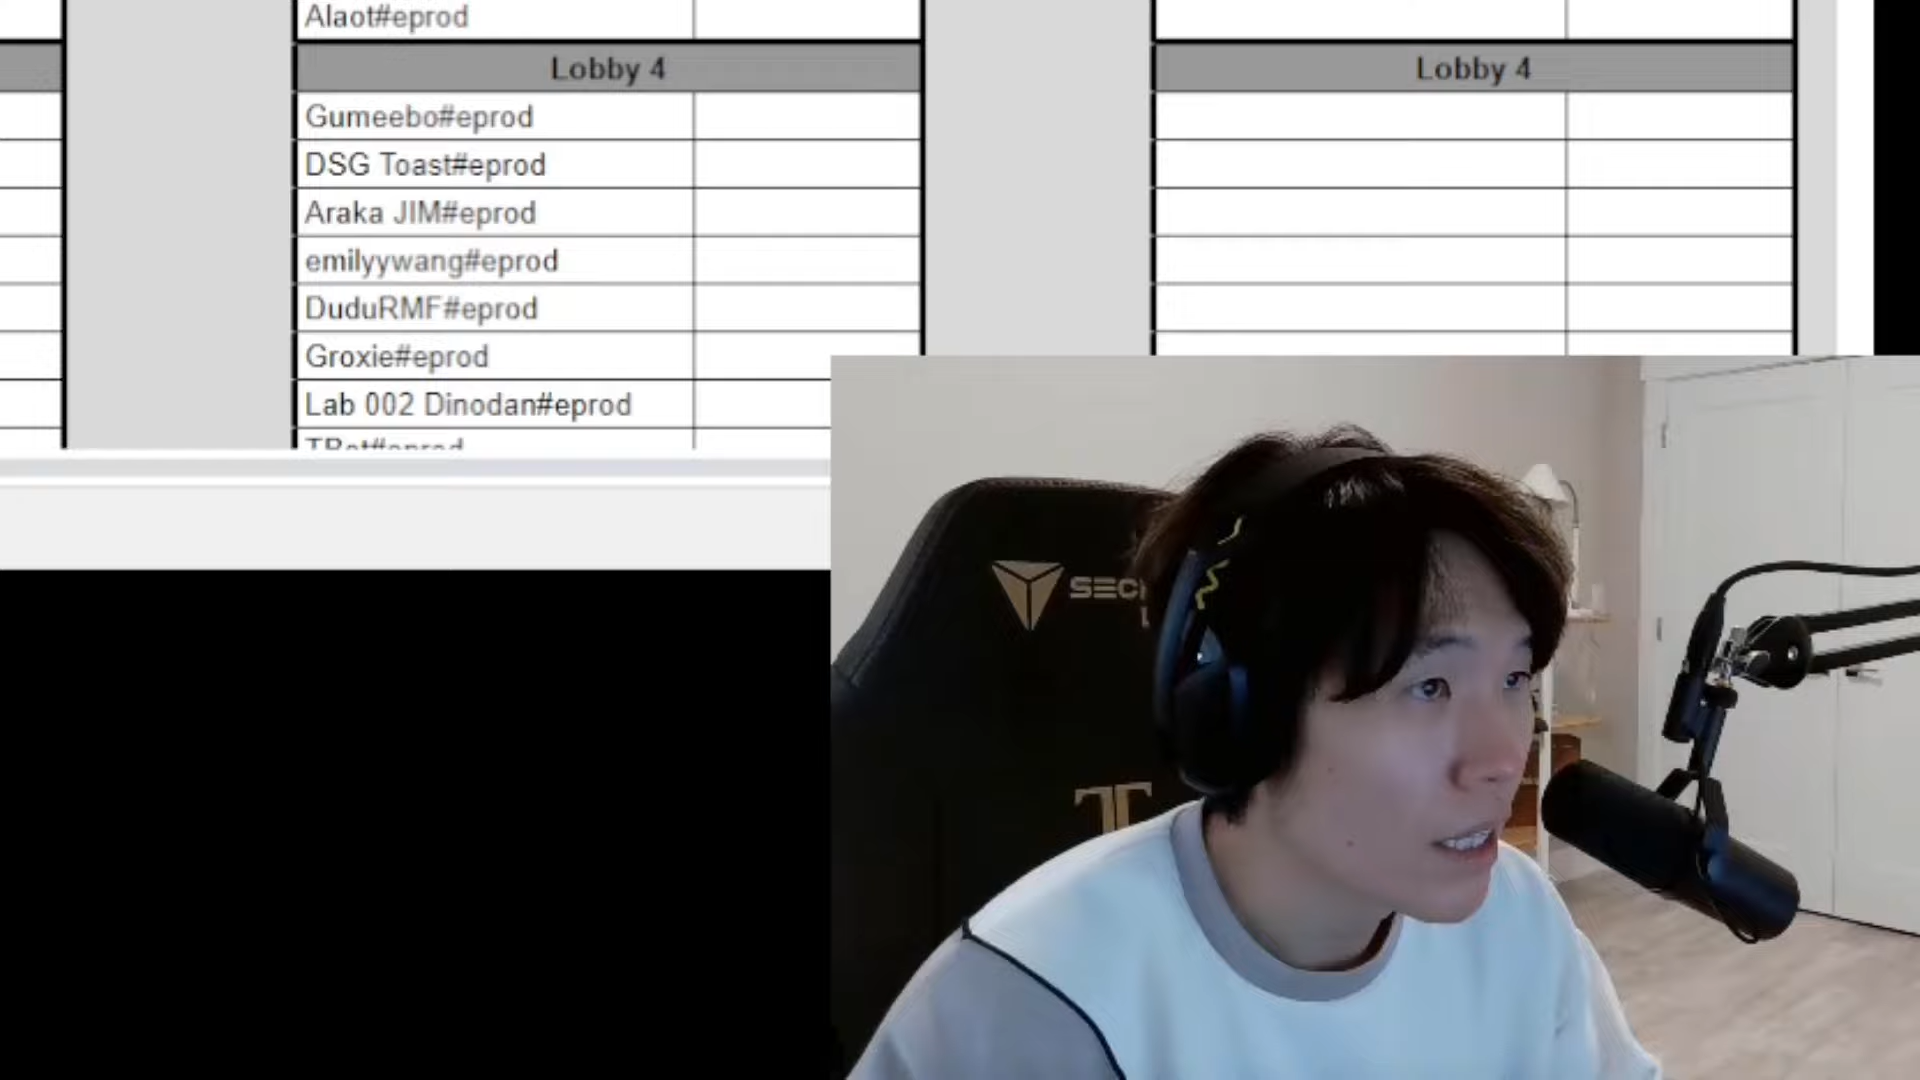 Alaot#eprod
Lobby 4
Gumeebo#eprod
DSG Toast#eprod
Araka JIM#eprod
emilyywang#eprod
DuduRMF#eprod
Groxie#eprod
Lab 002 Dinodan#eprod
Lobby 4